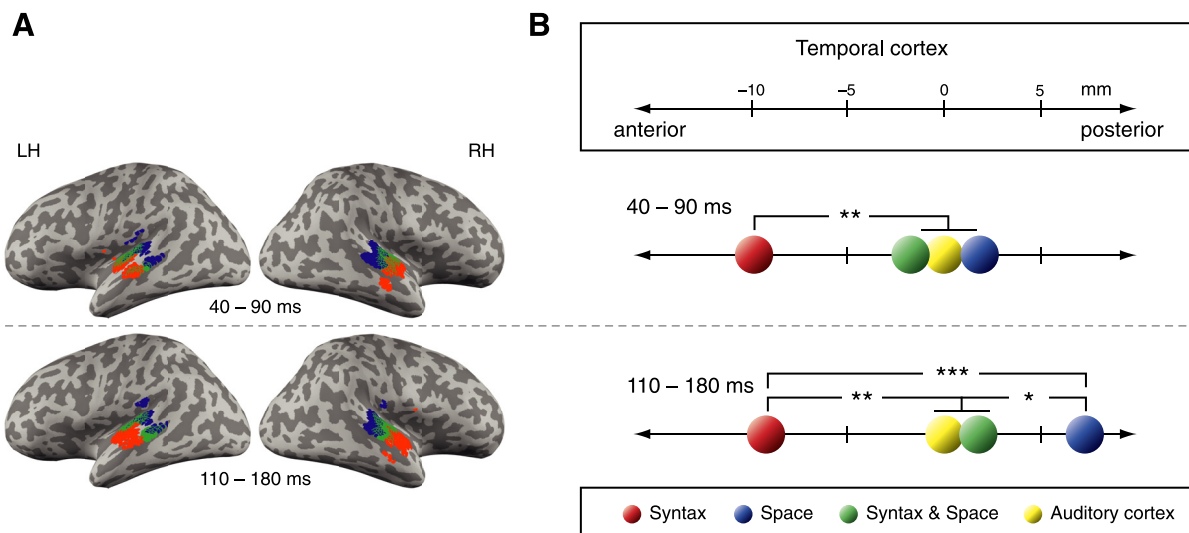 A
B
Temporal cortex
–10 –5 0 5 mm
anterior posterior
LH RH
40 – 90 ms
**
40 – 90 ms
110 – 180 ms
***
** *
110 – 180 ms
Syntax Space Syntax & Space Auditory cortex